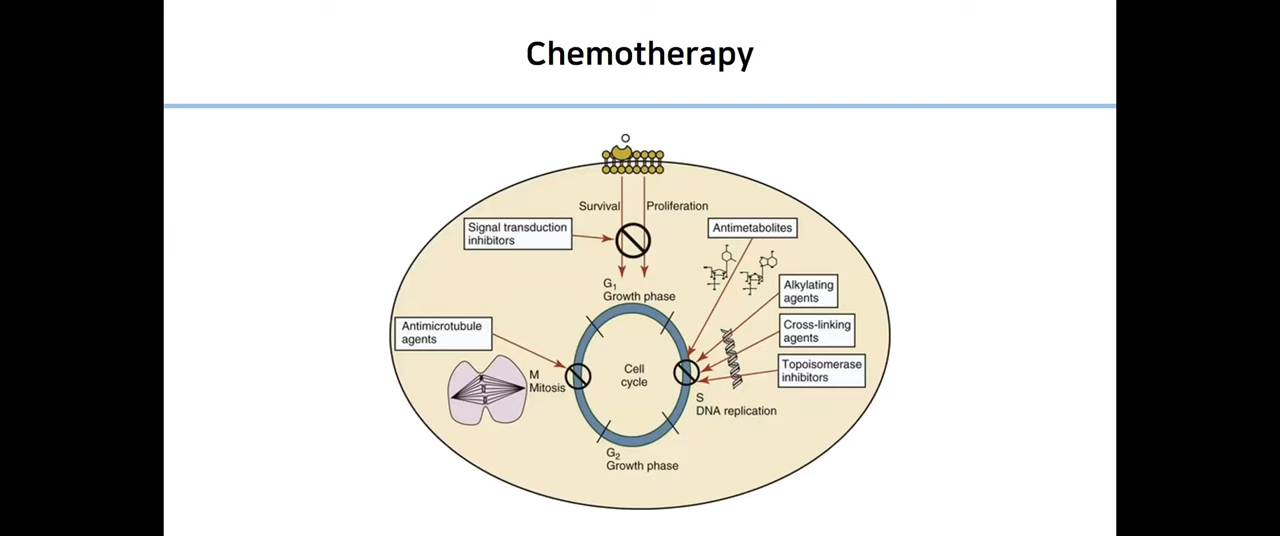 Chemotherapy
Survival
Proliferation
Signal transduction
inhibitors
Antimetabolites
G1
Growth phase
Alkylating
agents
Antimicrotubule
agents
Cross-linking
agents
Cell
cycle
Topoisomerase
inhibitors
M
Mitosis
S
DNA replication
G2
Growth phase